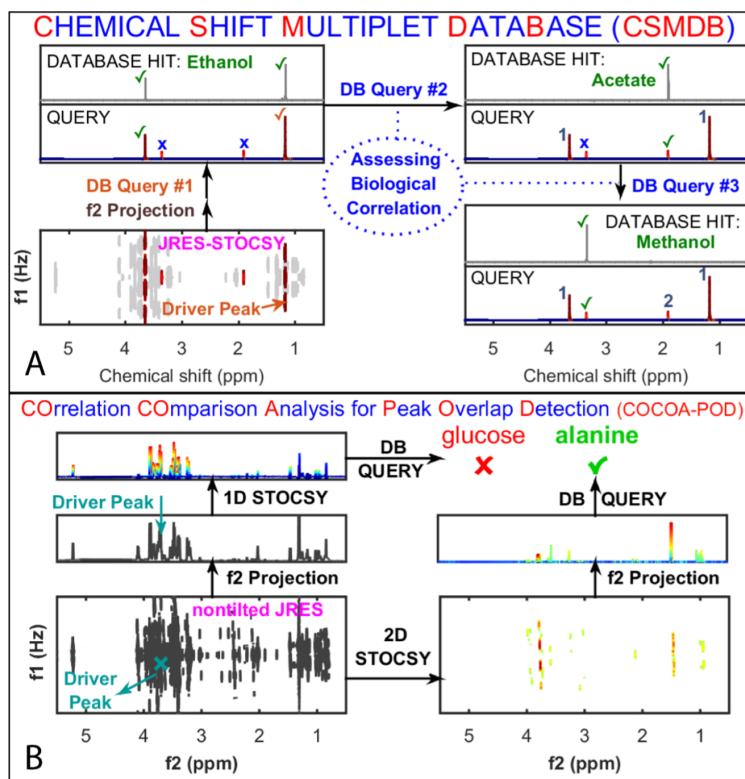 CHEMICAL SHIFT MULTIPLET DATABASE (CSMDB)
DATABASE HIT: Ethanol
✓
✓
QUERY
✓
x
x
✓
DB Query #2
DATABASE HIT:
Acetate
✓
QUERY
1
x
✓
1
Assessing
Biological
Correlation
DB Query #1
f2 Projection
DB Query #3
DATABASE HIT:
Methanol
✓
QUERY
1
✓
2
1
JRES-STOCSY
Driver Peak
f1 (Hz)
5 4 3 2 1
Chemical shift (ppm)
5 4 3 2 1
Chemical shift (ppm)
A
COrrelation COmparison Analysis for Peak Overlap Detection (COCOA-POD)
DB
QUERY
glucose
✗
alanine
✓
Driver Peak
1D STOCSY
DB QUERY
f2 Projection
f2 Projection
nontilted JRES
Driver
Peak
f1 (Hz)
2D
STOCSY
5 4 3 2 1
f2 (ppm)
5 4 3 2 1
f2 (ppm)
B